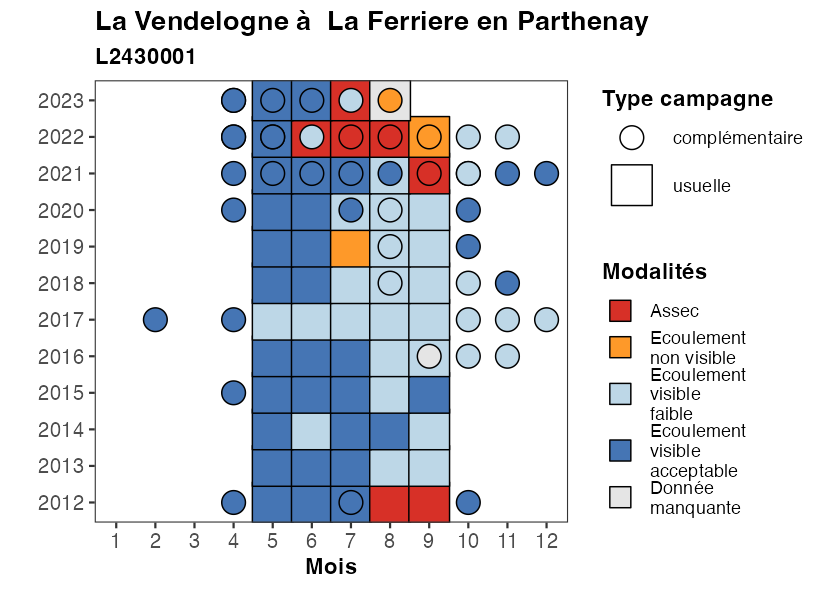 La Vendelogne à  La Ferriere en Parthenay
L2430001
2023
2022
2021
2020
2019
2018
2017
2016
2015
2014
2013
2012
1 2 3 4 5 6 7 8 9 10 11 12
Mois
Type campagne
complémentaire
usuelle
Modalités
Assec
Ecoulement
non visible
Ecoulement
visible
faible
Ecoulement
visible
acceptable
Donnée
manquante